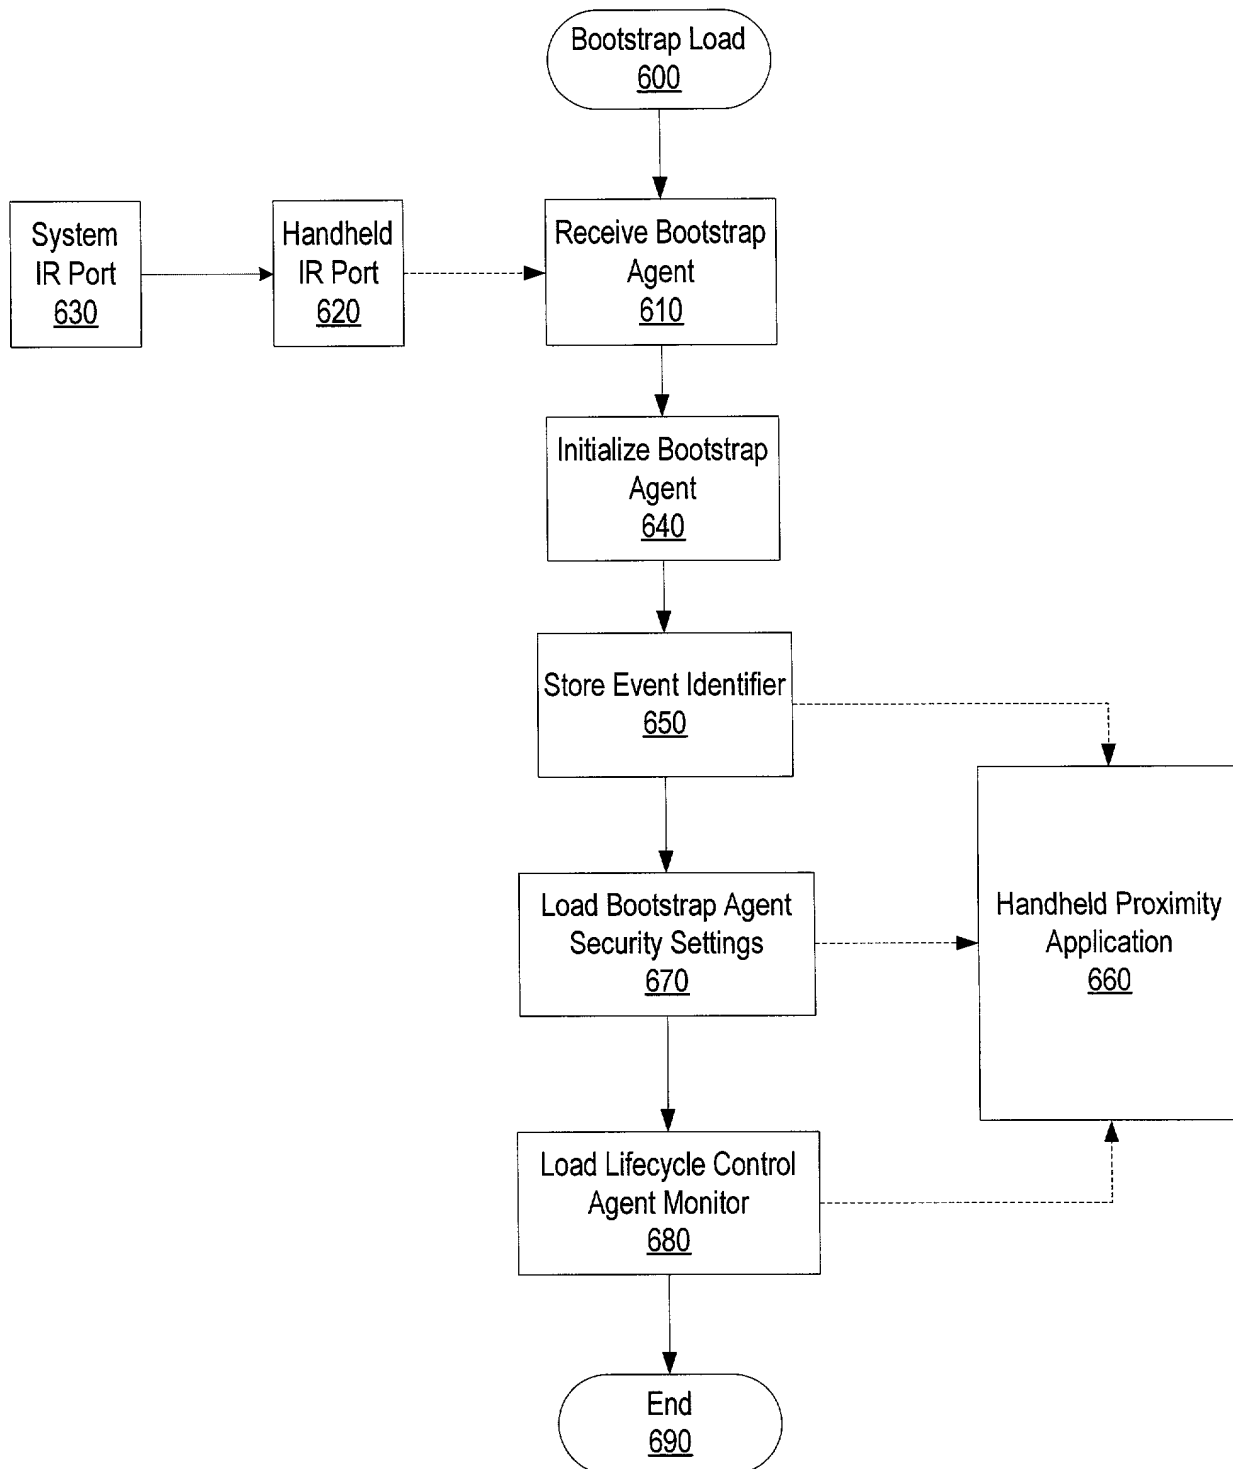 Bootstrap Load
600
System
IR Port
630
Handheld
IR Port
620
Receive Bootstrap
Agent
610
Initialize Bootstrap
Agent
640
Store Event Identifier
650
Load Bootstrap Agent
Security Settings
670
Handheld Proximity
Application
660
Load Lifecycle Control
Agent Monitor
680
End
690